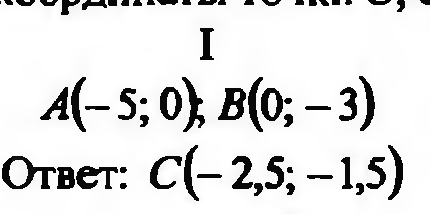 I
A(– 5; 0); B(0; – 3)
Ответ: C(– 2,5; –1,5)